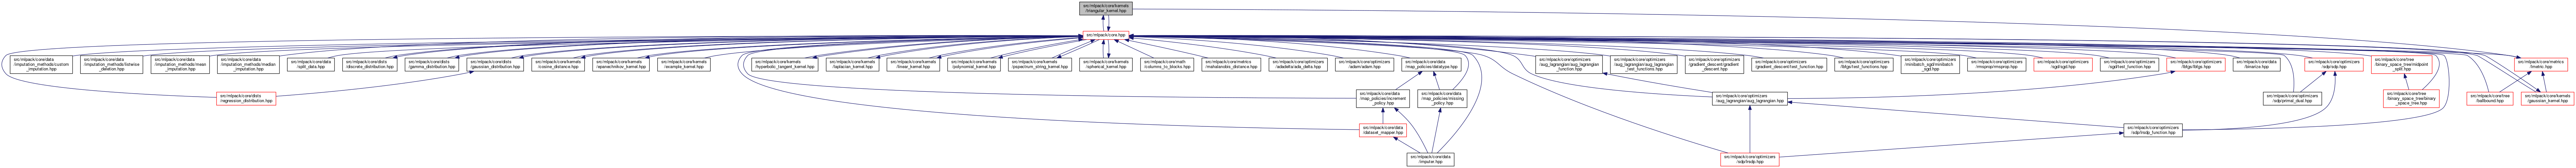 src/mlpack/core/kernels
/triangular_kernel.hpp
src/mlpack/core.hpp
src/mlpack/core/data
/imputation_methods/custom
_imputation.hpp
src/mlpack/core/data
/imputation_methods/listwise
_deletion.hpp
src/mlpack/core/data
/imputation_methods/mean
_imputation.hpp
src/mlpack/core/data
/imputation_methods/median
_imputation.hpp
src/mlpack/core/data
/split_data.hpp
src/mlpack/core/dists
/discrete_distribution.hpp
src/mlpack/core/dists
/gamma_distribution.hpp
src/mlpack/core/dists
/gaussian_distribution.hpp
src/mlpack/core/kernels
/cosine_distance.hpp
src/mlpack/core/kernels
/epanechnikov_kernel.hpp
src/mlpack/core/kernels
/example_kernel.hpp
src/mlpack/core/kernels
/hyperbolic_tangent_kernel.hpp
src/mlpack/core/kernels
/laplacian_kernel.hpp
src/mlpack/core/kernels
/linear_kernel.hpp
src/mlpack/core/kernels
/polynomial_kernel.hpp
src/mlpack/core/kernels
/pspectrum_string_kernel.hpp
src/mlpack/core/kernels
/spherical_kernel.hpp
src/mlpack/core/math
/columns_to_blocks.hpp
src/mlpack/core/metrics
/mahalanobis_distance.hpp
src/mlpack/core/optimizers
/adadelta/ada_delta.hpp
src/mlpack/core/optimizers
/adam/adam.hpp
src/mlpack/core/data
/map_policies/datatype.hpp
src/mlpack/core/optimizers
/aug_lagrangian/aug_lagrangian
_function.hpp
src/mlpack/core/optimizers
/aug_lagrangian/aug_lagrangian
_test_functions.hpp
src/mlpack/core/optimizers
/gradient_descent/gradient
_descent.hpp
src/mlpack/core/optimizers
/gradient_descent/test_function.hpp
src/mlpack/core/optimizers
/lbfgs/test_functions.hpp
src/mlpack/core/optimizers
/minibatch_sgd/minibatch
_sgd.hpp
src/mlpack/core/optimizers
/rmsprop/rmsprop.hpp
src/mlpack/core/optimizers
/sgd/sgd.hpp
src/mlpack/core/optimizers
/sgd/test_function.hpp
src/mlpack/core/optimizers
/lbfgs/lbfgs.hpp
src/mlpack/core/data
/binarize.hpp
src/mlpack/core/optimizers
/sdp/sdp.hpp
src/mlpack/core/tree
/binary_space_tree/midpoint
_split.hpp
src/mlpack/core/metrics
/lmetric.hpp
src/mlpack/core/dists
/regression_distribution.hpp
src/mlpack/core/data
/map_policies/increment
_policy.hpp
src/mlpack/core/data
/map_policies/missing
_policy.hpp
src/mlpack/core/optimizers
/aug_lagrangian/aug_lagrangian.hpp
src/mlpack/core/optimizers
/sdp/primal_dual.hpp
src/mlpack/core/tree
/binary_space_tree/binary
_space_tree.hpp
src/mlpack/core/tree
/ballbound.hpp
src/mlpack/core/kernels
/gaussian_kernel.hpp
src/mlpack/core/data
/dataset_mapper.hpp
src/mlpack/core/optimizers
/sdp/lrsdp_function.hpp
src/mlpack/core/data
/imputer.hpp
src/mlpack/core/optimizers
/sdp/lrsdp.hpp